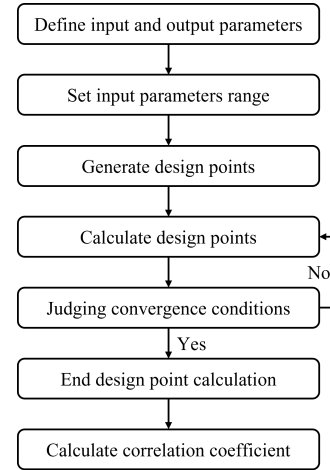 Define input and output parameters
Set input parameters range
Generate design points
Calculate design points
No
Judging convergence conditions
Yes
End design point calculation
Calculate correlation coefficient